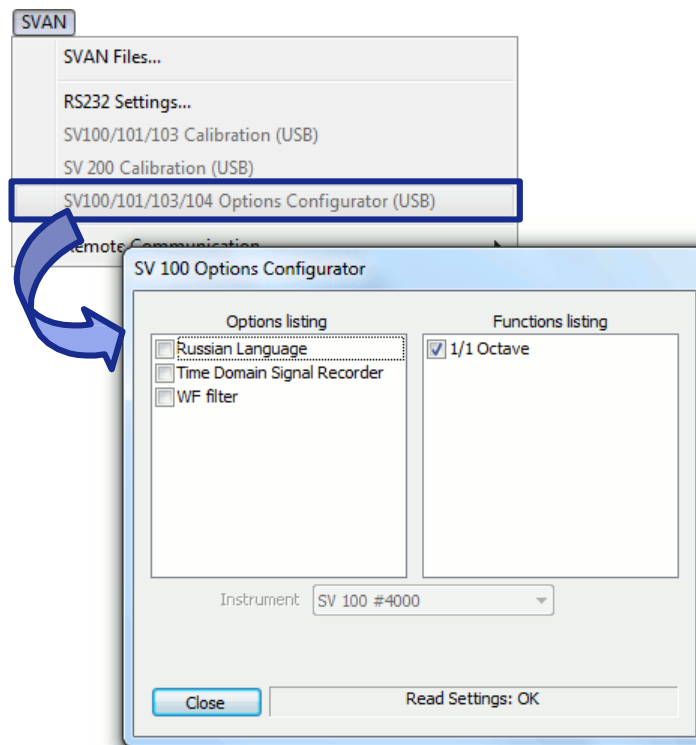 SVAN
SVAN Files...
RS232 Settings...
SV100/101/103 Calibration (USB)
SV 200 Calibration (USB)
SV100/101/103/104 Options Configurator (USB)
Remote Communication
SV 100 Options Configurator
Options listing
Functions listing
Russian Language
1/1 Octave
Time Domain Signal Recorder
WF filter
Instrument SV 100 #4000
Close Read Settings: OK